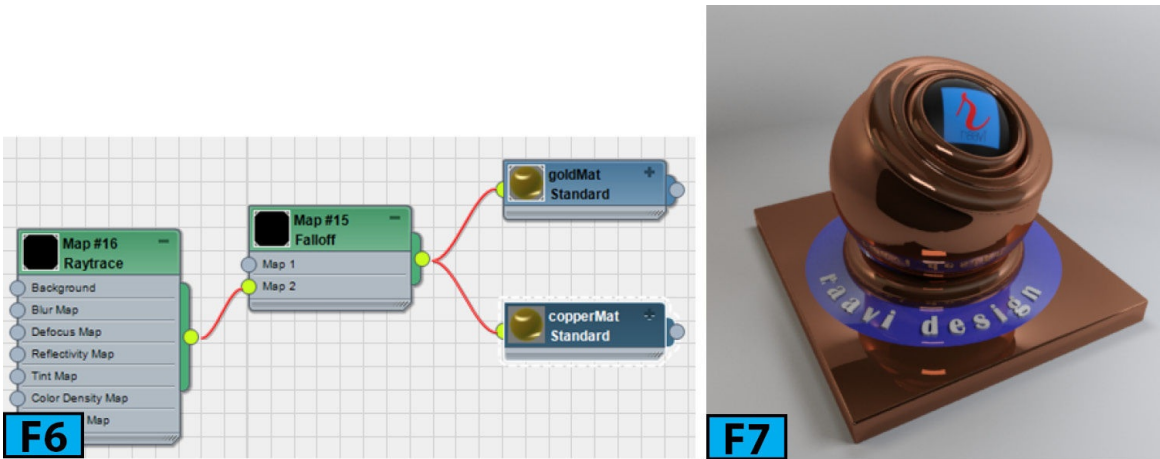 goldMat
Standard
Map #15
Falloff
Map 1
Map 2
Map #16
Raytrace
Background
Blur Map
Defocus Map
Reflectivity Map
Tint Map
Color Density Map
Map
copperMat
Standard
F6
r
raavi
raavi design
F7